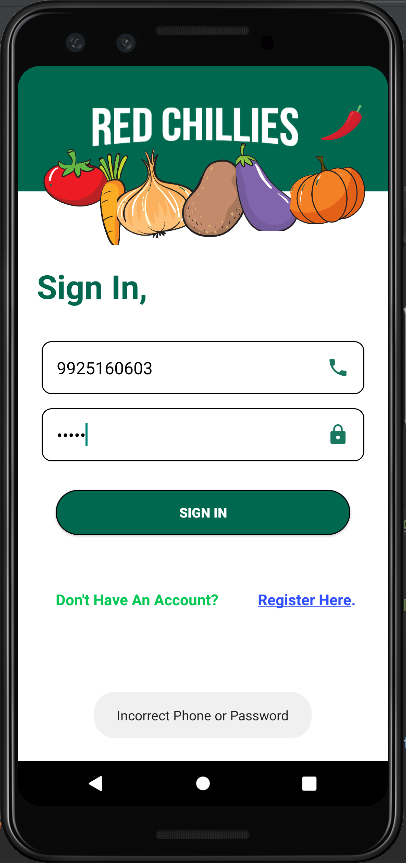 RED CHILLIES
Sign In,
9925160603
•••••
SIGN IN
Don't Have An Account? Register Here.
Incorrect Phone or Password